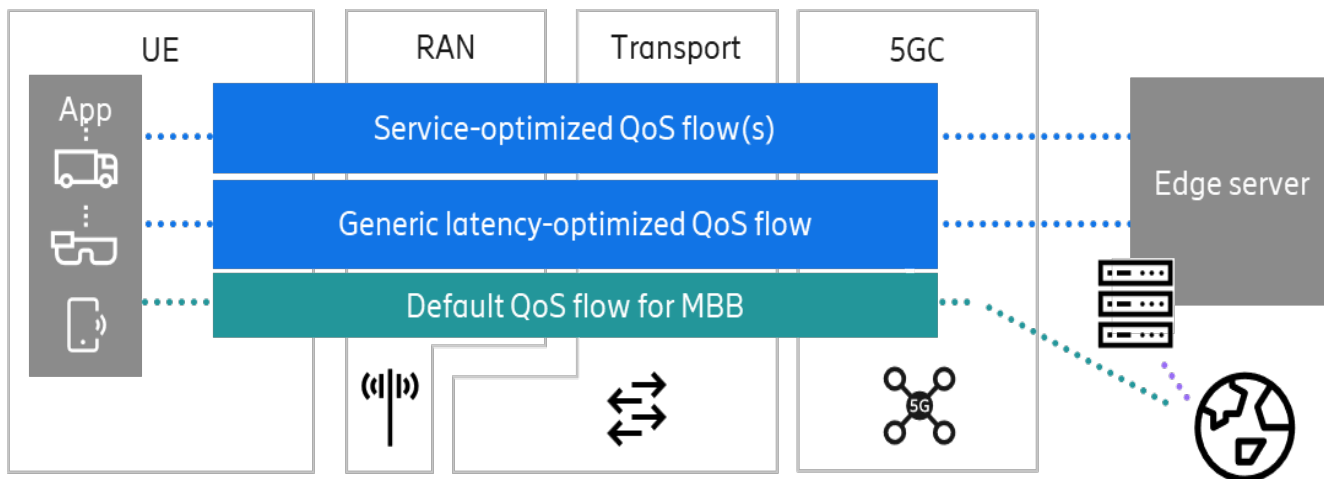 UE
RAN
Transport
5GC
App
Service-optimized QoS flow(s)
Edge server
Generic latency-optimized QoS flow
Default QoS flow for MBB
5G